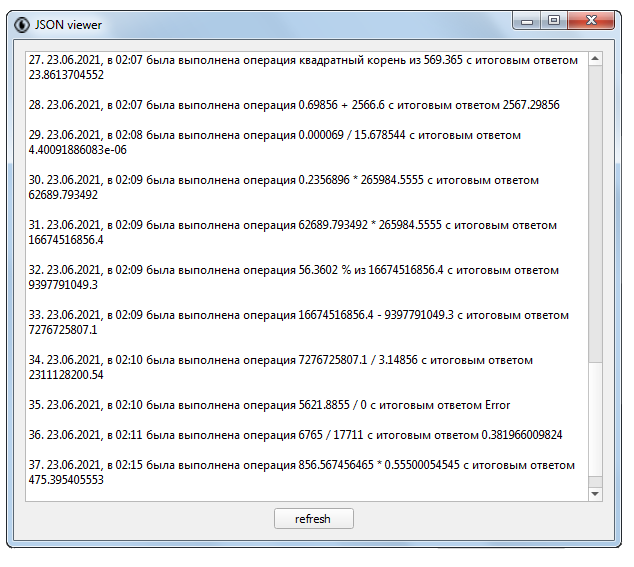 JSON viewer
27. 23.06.2021, в 02:07 была выполнена операция квадратный корень из 569.365 с итоговым ответом
23.8613704552
28. 23.06.2021, в 02:07 была выполнена операция 0.69856 + 2566.6 с итоговым ответом 2567.29856
29. 23.06.2021, в 02:08 была выполнена операция 0.000069 / 15.678544 с итоговым ответом
4.40091886083e-06
30. 23.06.2021, в 02:09 была выполнена операция 0.2356896 * 265984.5555 с итоговым ответом
62689.793492
31. 23.06.2021, в 02:09 была выполнена операция 62689.793492 * 265984.5555 с итоговым ответом
16674516856.4
32. 23.06.2021, в 02:09 была выполнена операция 56.3602 % из 16674516856.4 с итоговым ответом
9397791049.3
33. 23.06.2021, в 02:09 была выполнена операция 16674516856.4 - 9397791049.3 с итоговым ответом
7276725807.1
34. 23.06.2021, в 02:10 была выполнена операция 7276725807.1 / 3.14856 с итоговым ответом
2311128200.54
35. 23.06.2021, в 02:10 была выполнена операция 5621.8855 / 0 с итоговым ответом Error
36. 23.06.2021, в 02:11 была выполнена операция 6765 / 17711 с итоговым ответом 0.381966009824
37. 23.06.2021, в 02:15 была выполнена операция 856.567456465 * 0.55500054545 с итоговым ответом
475.395405553
refresh